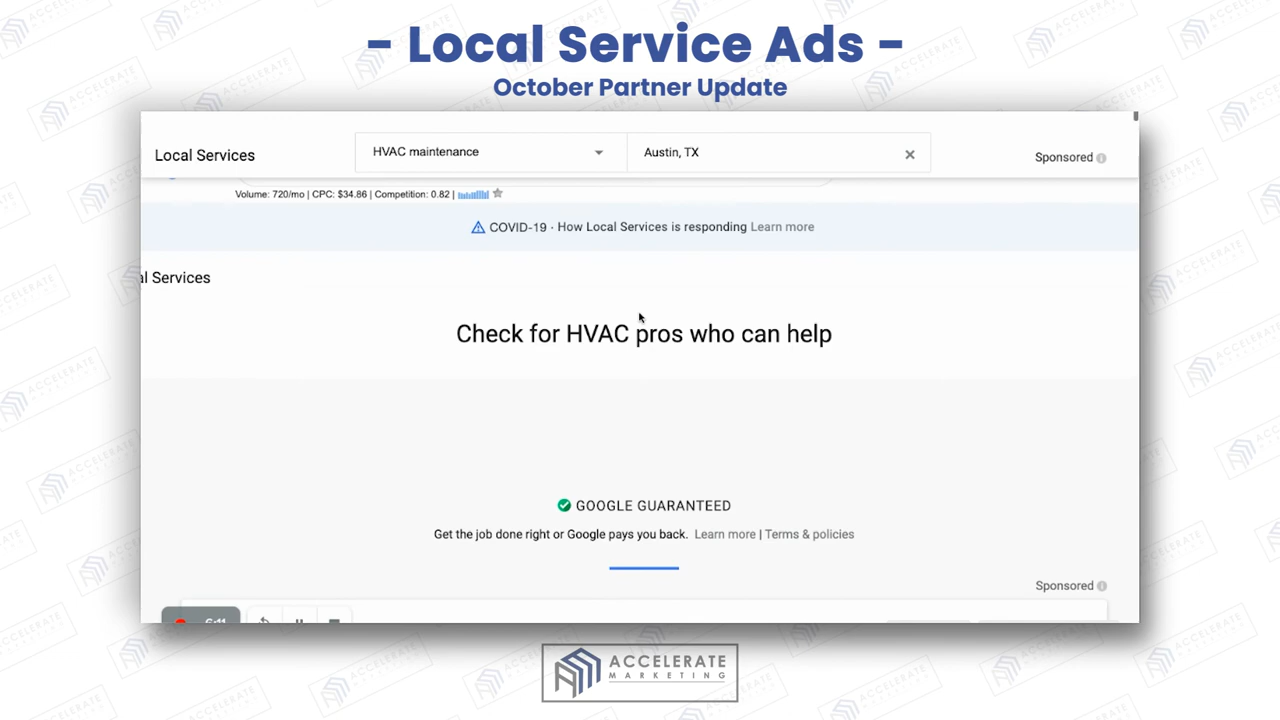 - Local Service Ads -
October Partner Update
Local Services
HVAC maintenance
Austin, TX
Sponsored
Volume: 720/mo | CPC: $34.86 | Competition: 0.82 |
COVID-19 · How Local Services is responding Learn more
al Services
Check for HVAC pros who can help
GOOGLE GUARANTEED
Get the job done right or Google pays you back. Learn more | Terms & policies
Sponsored
ACCELERATE
MARKETING